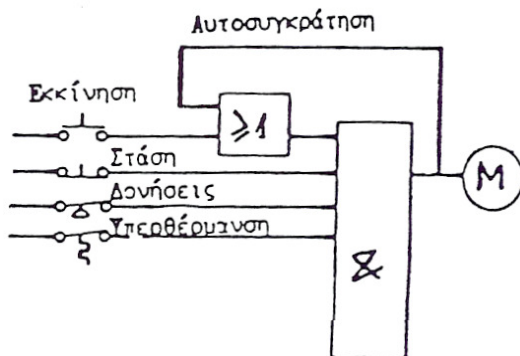 Αυτοσυγκράτηση
Εκκίνηση
≥1
Στάση
Δονήσεις
Υπερθέρμανση
M
&